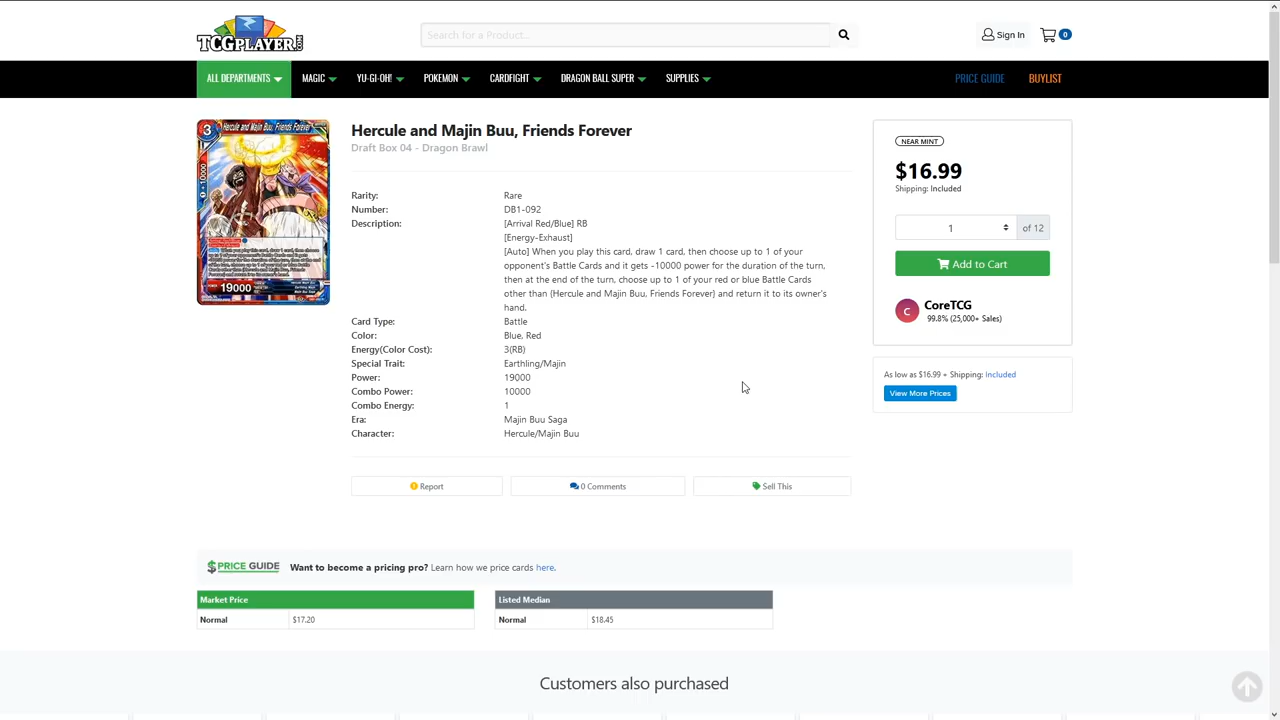 TCGPLAYER.COM
Search for a Product...
Sign In
0
ALL DEPARTMENTS
MAGIC
YU-GI-OH!
POKEMON
CARDFIGHT
DRAGON BALL SUPER
SUPPLIES
PRICE GUIDE
BUYLIST
3
Hercule and Majin Buu, Friends Forever
+10000
19000
Hercule and Majin Buu, Friends Forever
Draft Box 04 - Dragon Brawl
Rarity: Rare
Number: DB1-092
Description: [Arrival Red/Blue] RB
[Energy-Exhaust]
[Auto] When you play this card, draw 1 card, then choose up to 1 of your
opponent's Battle Cards and it gets -10000 power for the duration of the turn,
then at the end of the turn, choose up to 1 of your red or blue Battle Cards
other than {Hercule and Majin Buu, Friends Forever} and return it to its owner's
hand.
Card Type: Battle
Color: Blue, Red
Energy(Color Cost): 3(RB)
Special Trait: Earthling/Majin
Power: 19000
Combo Power: 10000
Combo Energy: 1
Era: Majin Buu Saga
Character: Hercule/Majin Buu
Report
0 Comments
Sell This
NEAR MINT
$16.99
Shipping: Included
1 of 12
Add to Cart
C
CoreTCG
99.8% (25,000+ Sales)
As low as $16.99 + Shipping: Included
View More Prices
$PRICE GUIDE
Want to become a pricing pro? Learn how we price cards here.
Market Price
Normal $17.20
Listed Median
Normal $18.45
Customers also purchased